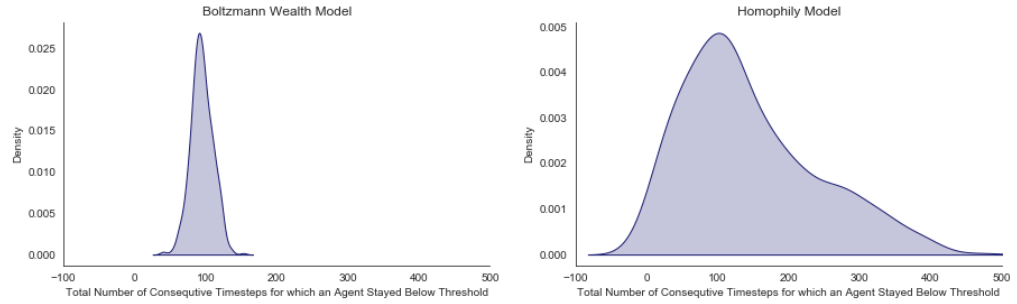 Boltzmann Wealth Model
0.025
0.020
0.015
0.010
0.005
0.000
Density
−100 0 100 200 300 400 500
Total Number of Consequtive Timesteps for which an Agent Stayed Below Threshold
Homophily Model
0.005
0.004
0.003
0.002
0.001
0.000
Density
−100 0 100 200 300 400 500
Total Number of Consequtive Timesteps for which an Agent Stayed Below Threshold